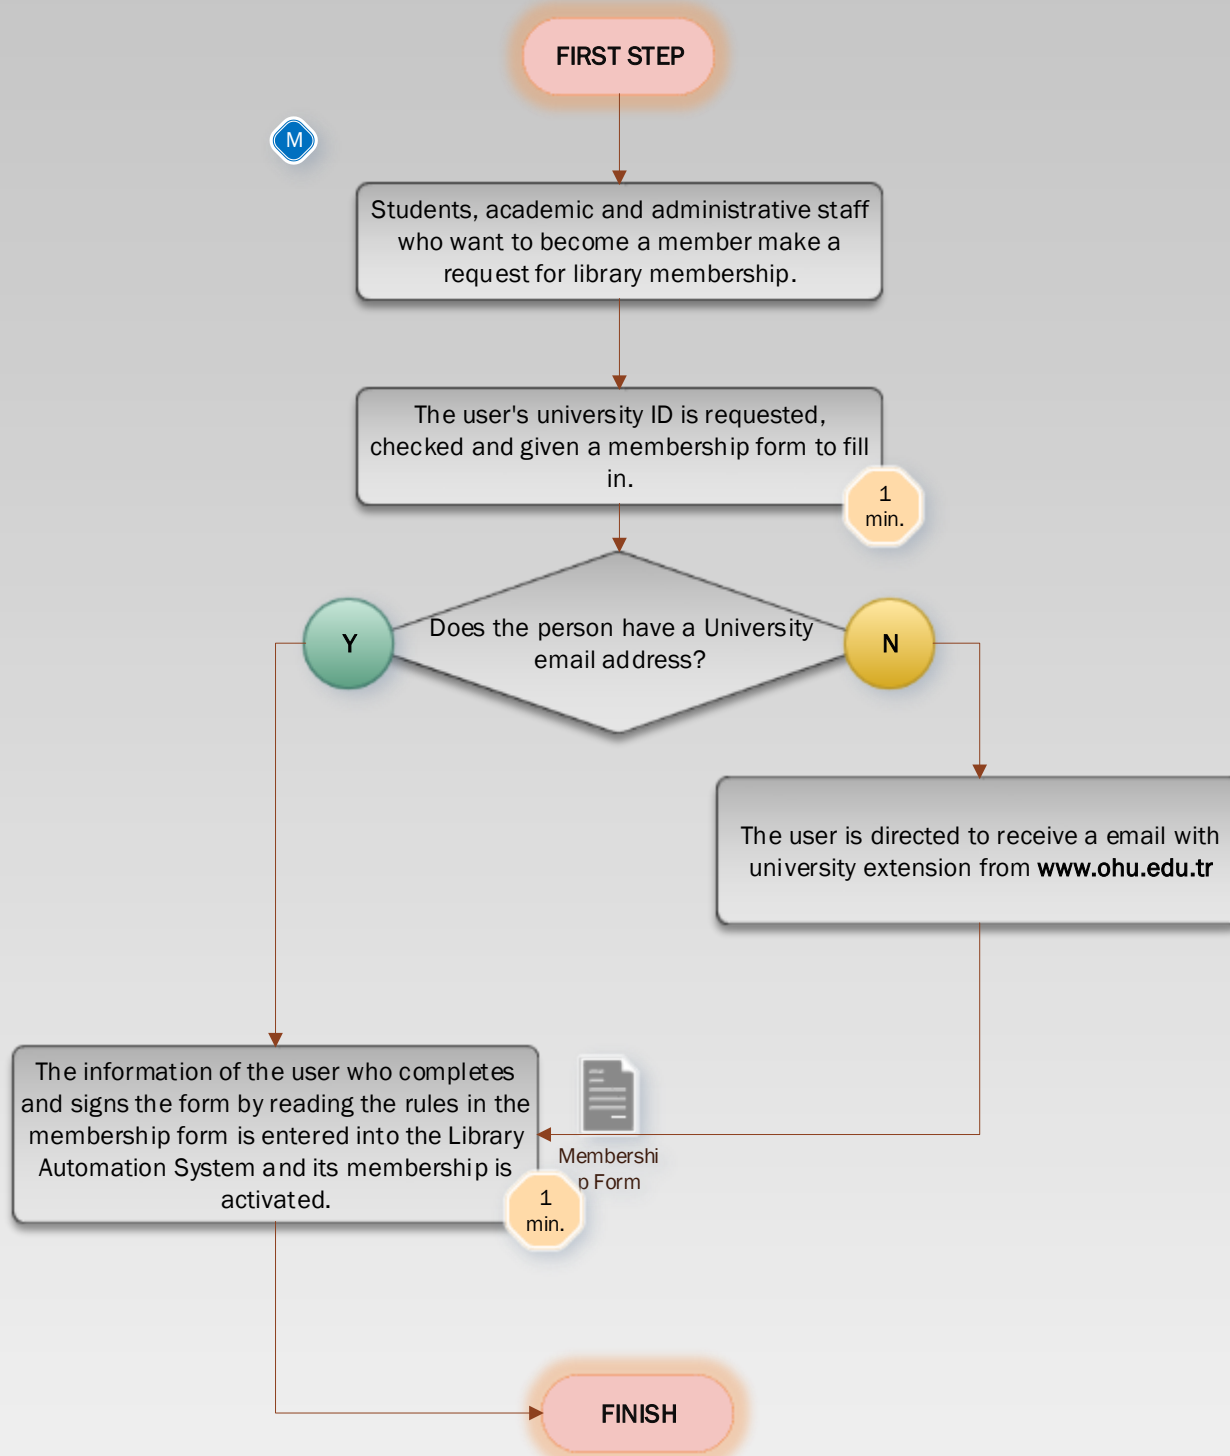 FIRST STEP
M
Students, academic and administrative staff
who want to become a member make a
request for library membership.
The user's university ID is requested,
checked and given a membership form to fill
in.
1
min.
Y
Does the person have a University
email address?
N
The user is directed to receive a email with
university extension from www.ohu.edu.tr
The information of the user who completes
and signs the form by reading the rules in the
membership form is entered into the Library
Automation System and its membership is
activated.
Membershi
p Form
1
min.
FINISH